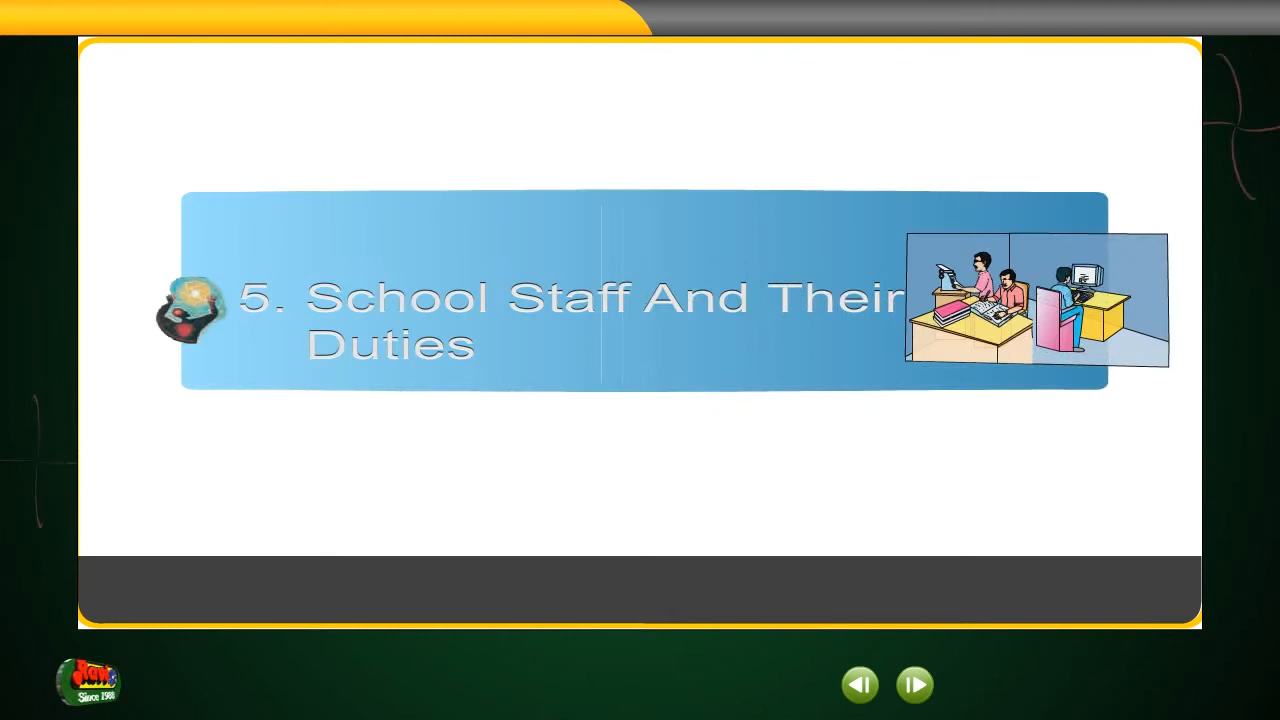 5. School Staff And Their
Duties
Since 1988